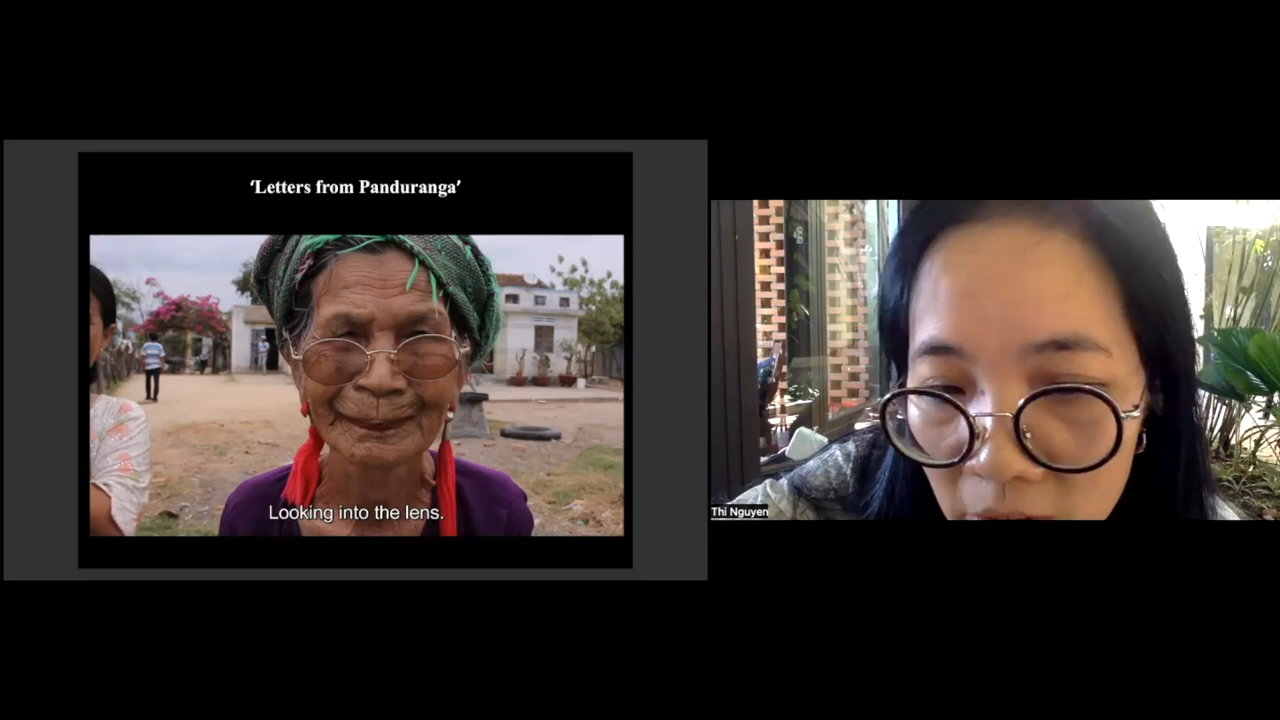 ‘Letters from Panduranga’
Looking into the lens.
Thi Nguyen